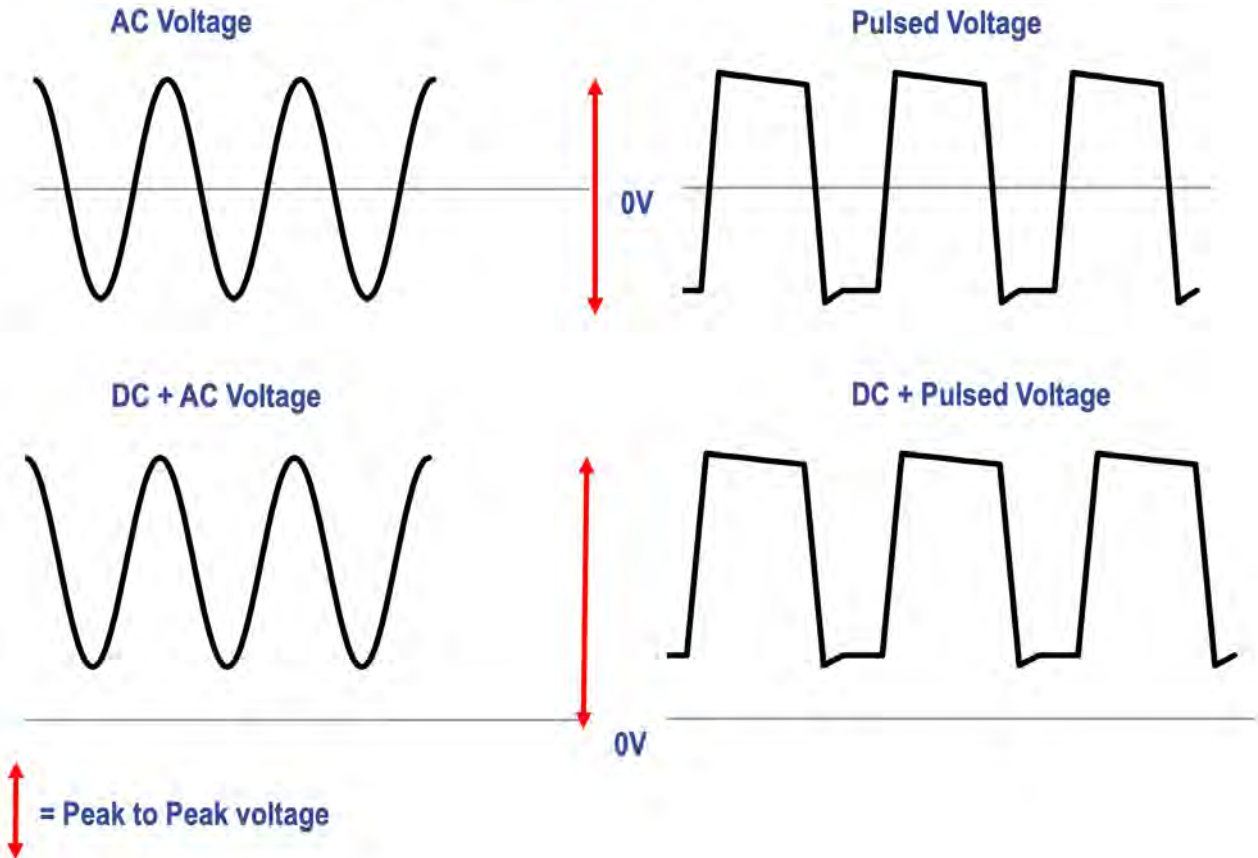 AC Voltage
Pulsed Voltage
0V
DC + AC Voltage
DC + Pulsed Voltage
0V
= Peak to Peak voltage